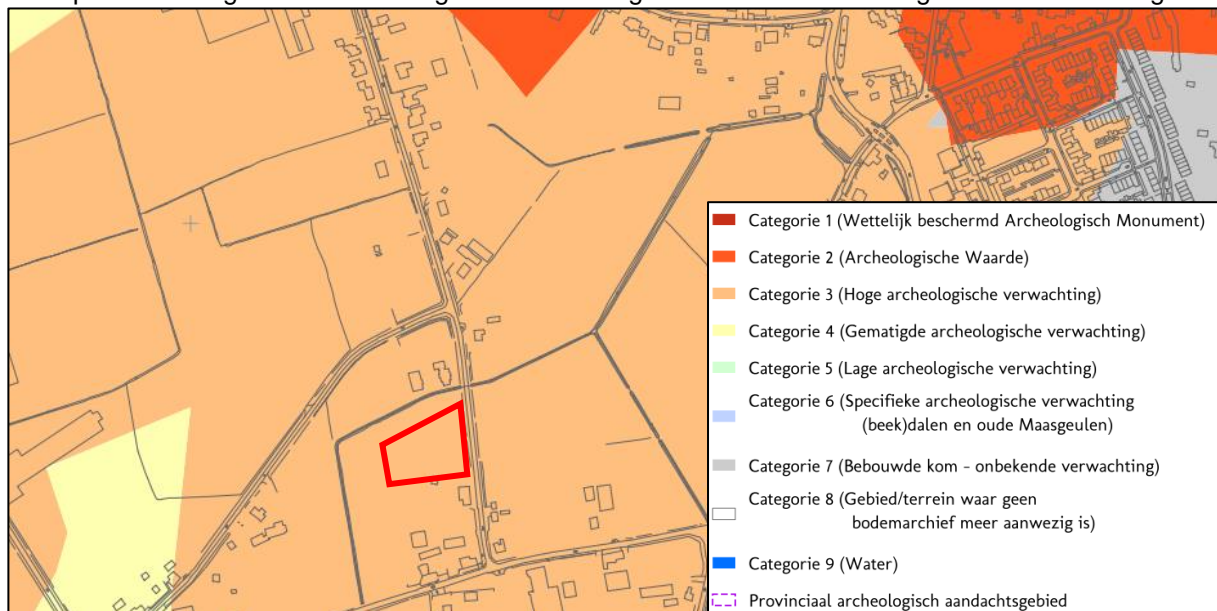 Categorie 1 (Wettelijk beschermd Archeologisch Monument)
Categorie 2 (Archeologische Waarde)
Categorie 3 (Hoge archeologische verwachting)
Categorie 4 (Gematigde archeologische verwachting)
Categorie 5 (Lage archeologische verwachting)
Categorie 6 (Specifieke archeologische verwachting
(beek)dalen en oude Maasgeulen)
Categorie 7 (Bebouwde kom - onbekende verwachting)
Categorie 8 (Gebied/terrein waar geen
bodemarchief meer aanwezig is)
Categorie 9 (Water)
Provinciaal archeologisch aandachtsgebied